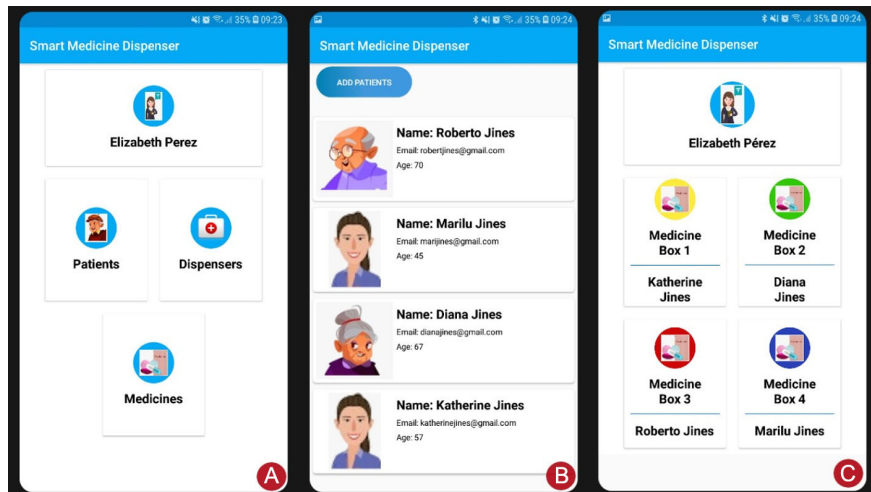 35% 09:23
Smart Medicine Dispenser
Elizabeth Perez
Patients
Dispensers
Medicines
A
35% 09:24
Smart Medicine Dispenser
ADD PATIENTS
Name: Roberto Jines
Email: robertjines@gmail.com
Age: 70
Name: Marilu Jines
Email: marijines@gmail.com
Age: 45
Name: Diana Jines
Email: dianajines@gmail.com
Age: 67
Name: Katherine Jines
Email: katherinejines@gmail.com
Age: 57
B
35% 09:24
Smart Medicine Dispenser
Elizabeth Pérez
Medicine
Box 1
Katherine
Jines
Medicine
Box 2
Diana
Jines
Medicine
Box 3
Roberto Jines
Medicine
Box 4
Marilu Jines
C